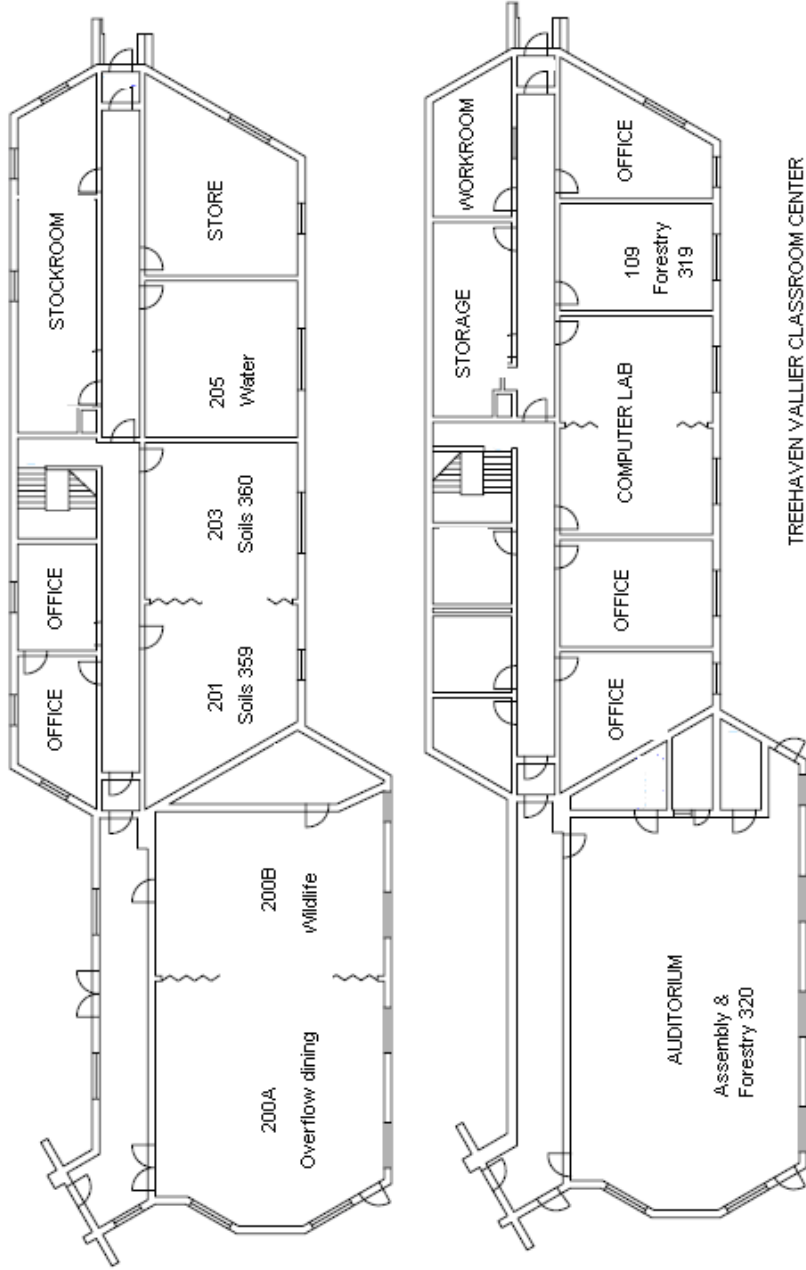 OFFICE
OFFICE
STOCKROOM
200A
Overflow dining
200B
Wildlife
201
Soils 359
203
Soils 360
205
Water
STORE
STORAGE
WORKROOM
AUDITORIUM
Assembly &
Forestry 320
OFFICE
OFFICE
COMPUTER LAB
109
Forestry
319
OFFICE
TREEHAVEN VALLIER CLASSROOM CENTER